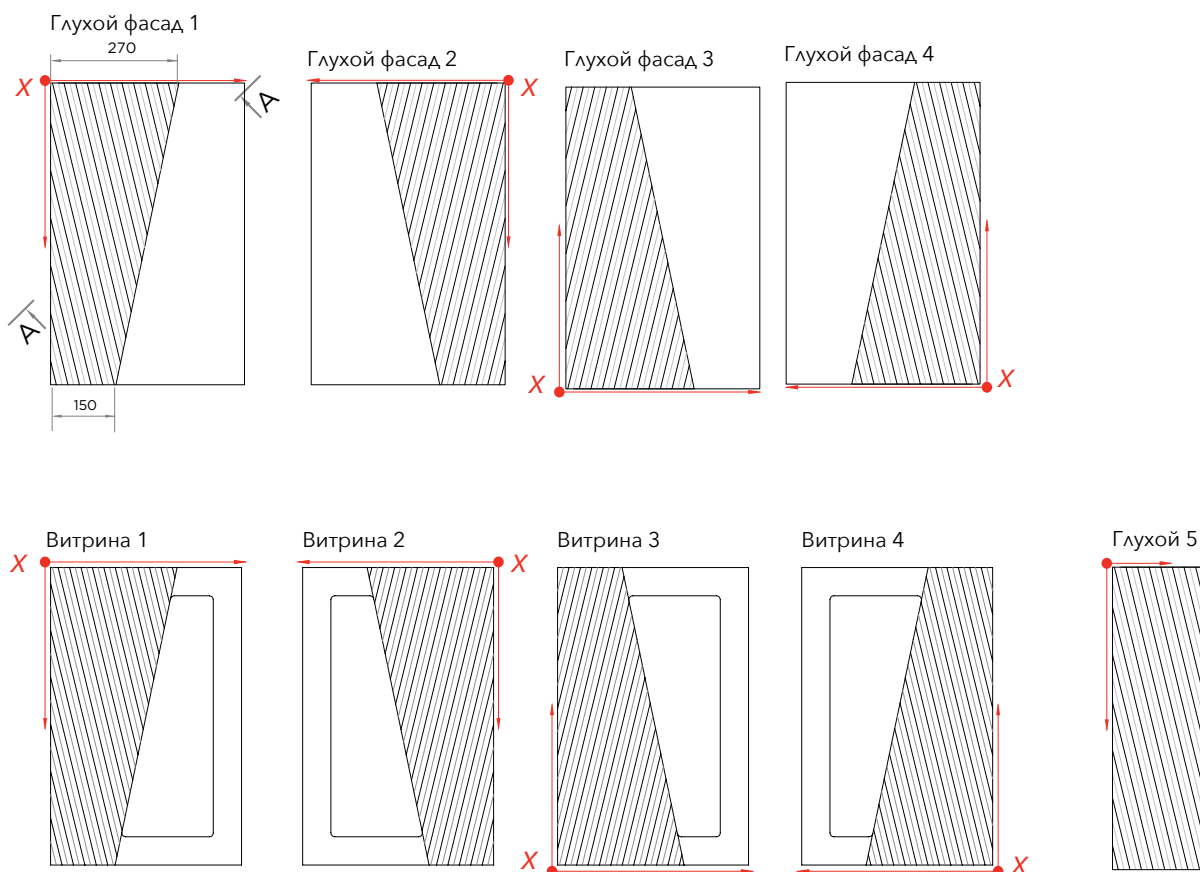 Глухой фасад 1
270
X
A
A
150
Глухой фасад 2
X
Глухой фасад 3
X
Глухой фасад 4
X
Витрина 1
X
Витрина 2
X
Витрина 3
X
Витрина 4
X
Глухой 5